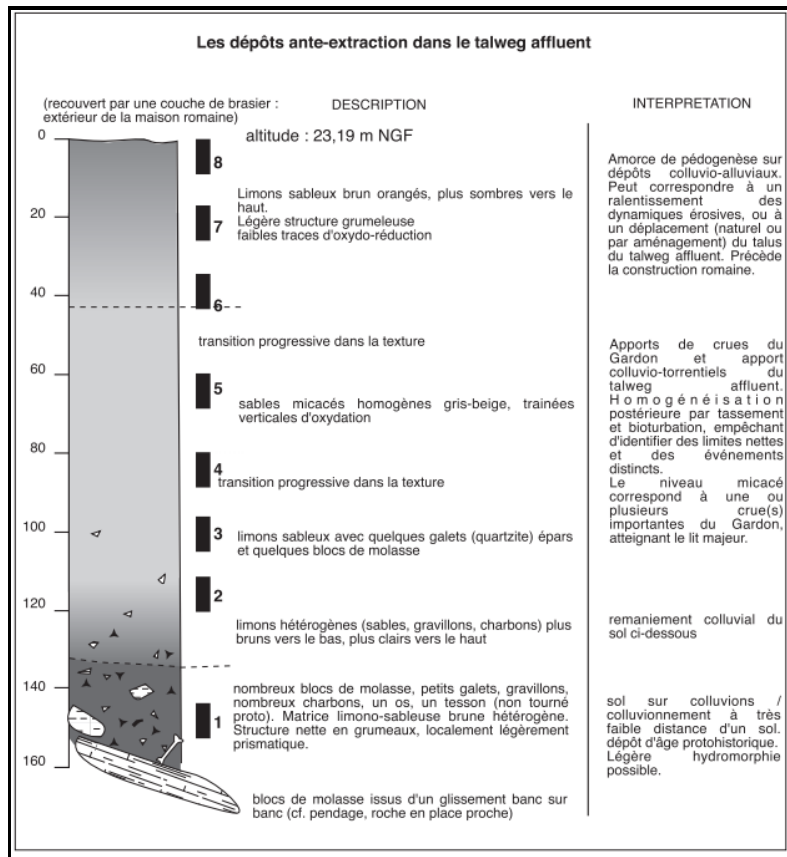 Les dépôts ante-extraction dans le talweg affluent
(recouvert par une couche de brasier :
extérieur de la maison romaine)
DESCRIPTION
INTERPRETATION
altitude : 23,19 m NGF
0
20
40
60
80
100
120
140
160
8
7
6
5
4
3
2
1
Limons sableux brun orangés, plus sombres vers le
haut.
Légère structure grumeleuse
faibles traces d'oxydo-réduction
transition progressive dans la texture
sables micacés homogènes gris-beige, trainées
verticales d'oxydation
transition progressive dans la texture
limons sableux avec quelques galets (quartzite) épars
et quelques blocs de molasse
limons hétérogènes (sables, gravillons, charbons) plus
bruns vers le bas, plus clairs vers le haut
nombreux blocs de molasse, petits galets, gravillons,
nombreux charbons, un os, un tesson (non tourné
proto). Matrice limono-sableuse brune hétérogène.
Structure nette en grumeaux, localement légèrement
prismatique.
blocs de molasse issus d'un glissement banc sur
banc (cf. pendage, roche en place proche)
Amorce de pédogenèse sur
dépôts colluvio-alluviaux.
Peut correspondre à un
ralentissement des
dynamiques érosives, ou à
un déplacement (naturel ou
par aménagement) du talus
du talweg affluent. Précède
la construction romaine.
Apports de crues du
Gardon et apport
colluvio-torrentiels du
talweg affluent.
Homogénéisation
postérieure par tassement
et bioturbation, empêchant
d'identifier des limites nettes
et des événements
distincts.
Le niveau micacé
correspond à une ou
plusieurs crue(s)
importantes du Gardon,
atteignant le lit majeur.
remaniement colluvial du
sol ci-dessous
sol sur colluvions /
colluvionnement à très
faible distance d'un sol.
dépôt d'âge protohistorique.
Légère hydromorphie
possible.